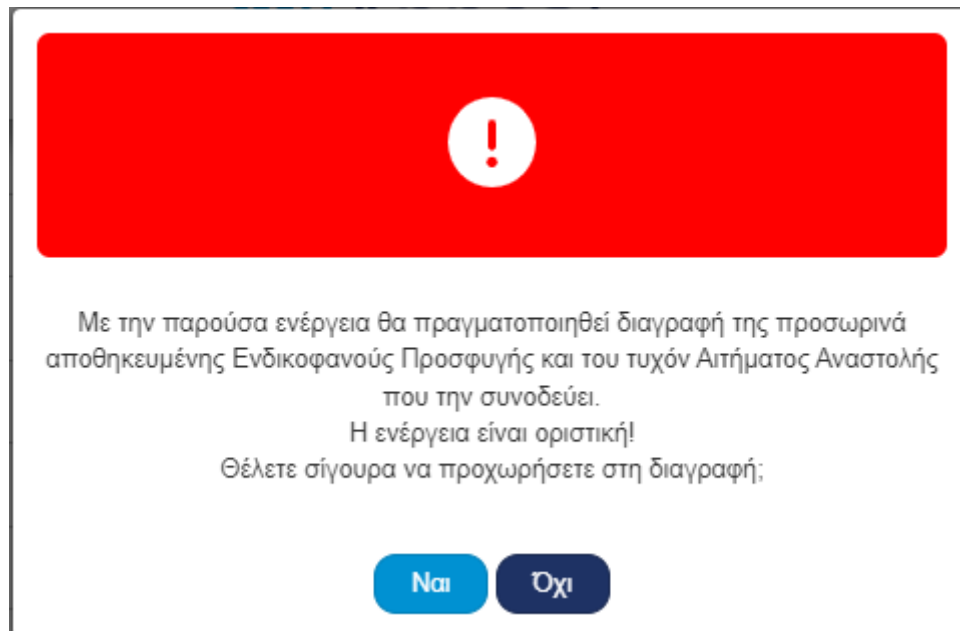 Με την παρούσα ενέργεια θα πραγματοποιηθεί διαγραφή της προσωρινά
αποθηκευμένης Ενδικοφανούς Προσφυγής και του τυχόν Αιτήματος Αναστολής
που την συνοδεύει.
Η ενέργεια είναι οριστική!
Θέλετε σίγουρα να προχωρήσετε στη διαγραφή;
Ναι Όχι